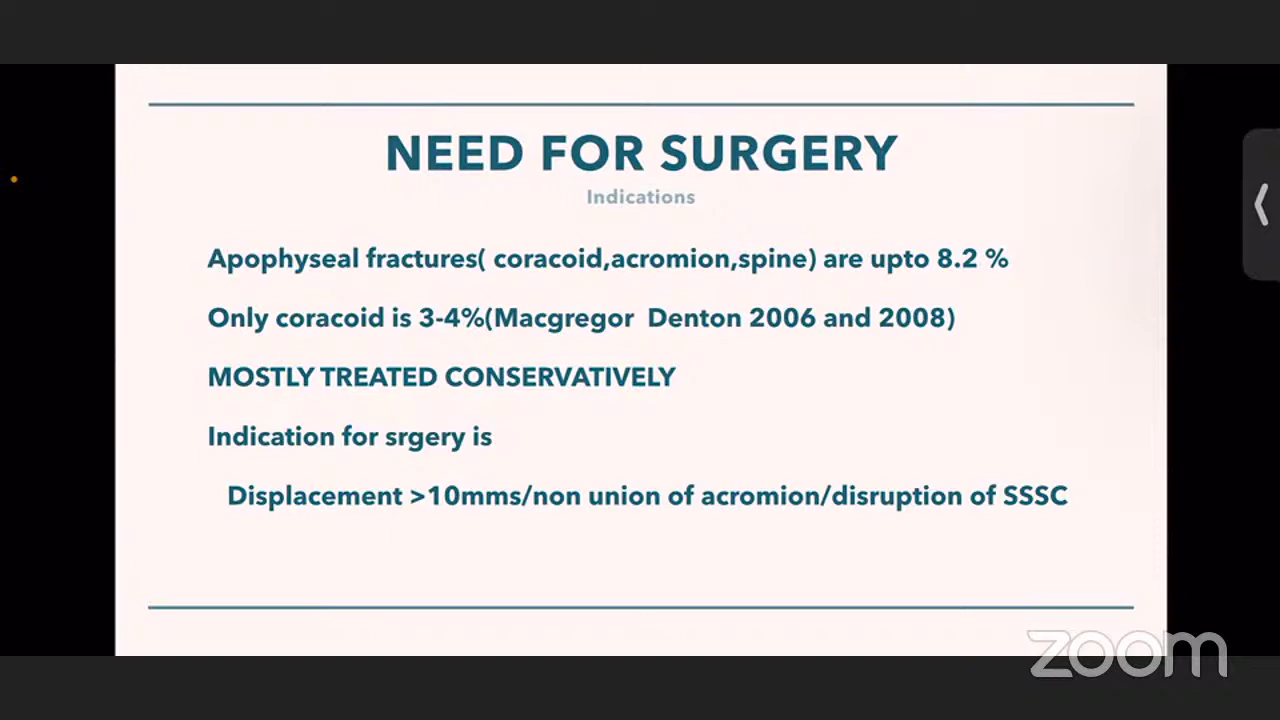 NEED FOR SURGERY
Indications
Apophyseal fractures( coracoid,acromion,spine) are upto 8.2 %
Only coracoid is 3-4%(Macgregor Denton 2006 and 2008)
MOSTLY TREATED CONSERVATIVELY
Indication for srgery is
Displacement >10mms/non union of acromion/disruption of SSSC
zoom